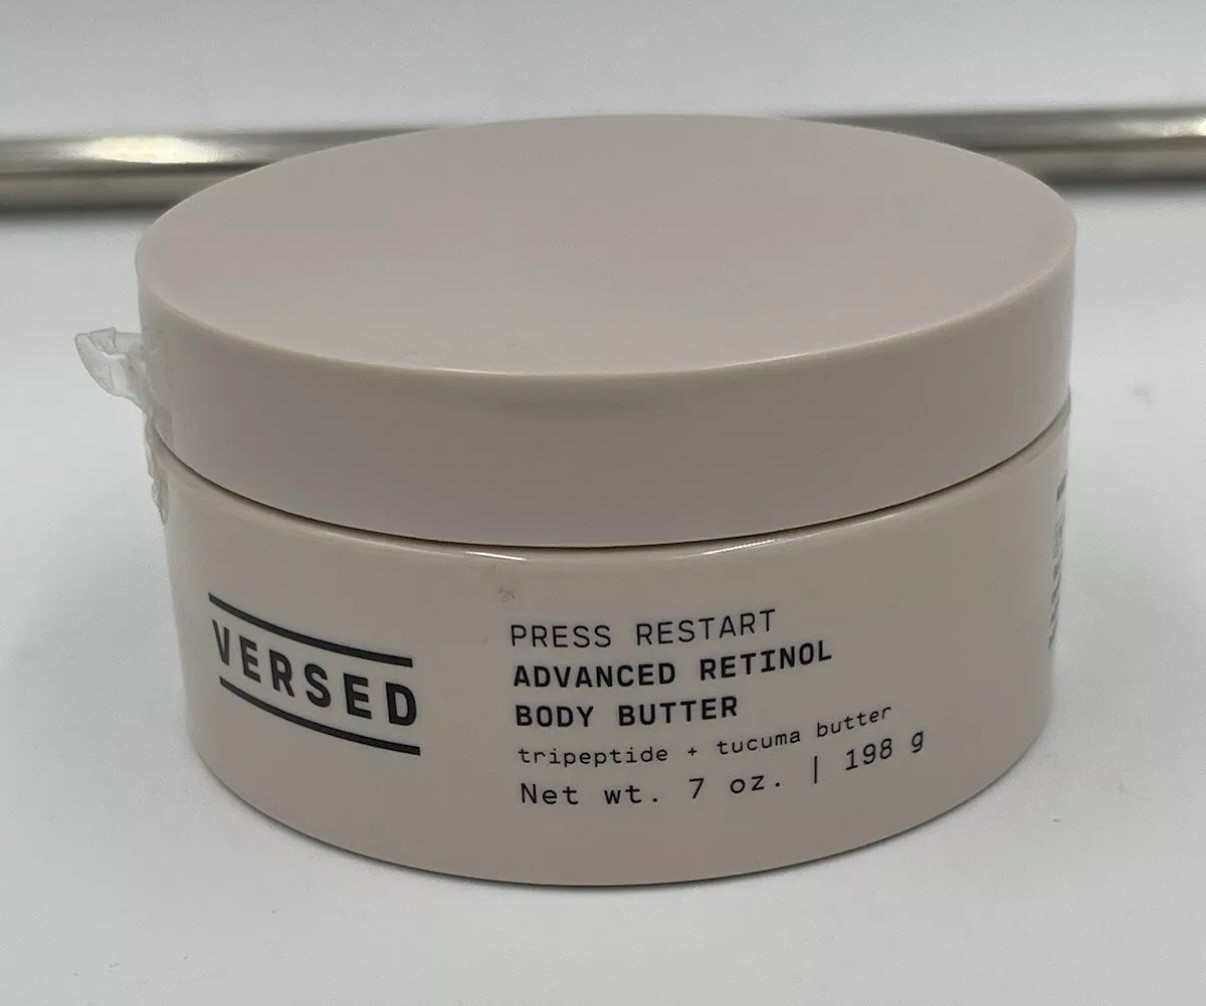 VERSED
PRESS RESTART
ADVANCED RETINOL
BODY BUTTER
tripeptide + tucuma butter
Net wt. 7 oz. | 198 g